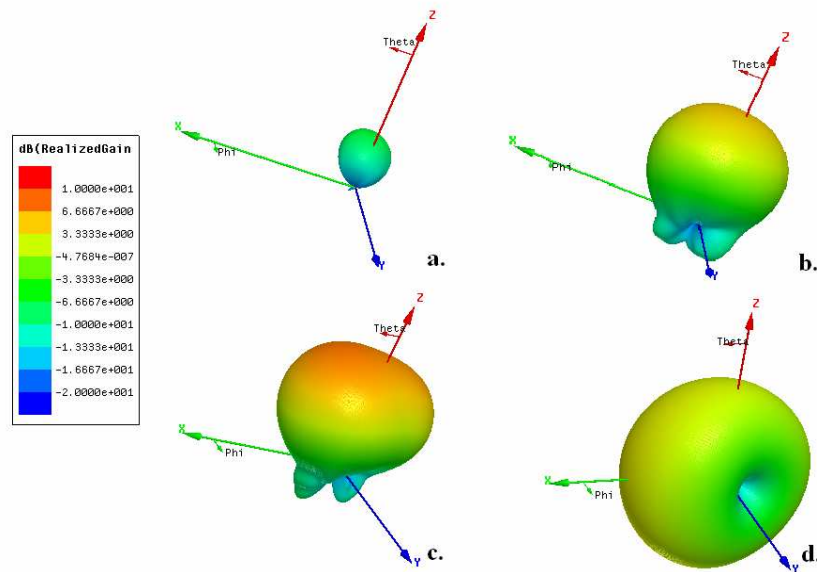 Z
Theta
X
Phi
Y
a.
Z
Theta
X
Phi
Y
b.
dB(RealizedGain
1.0000e+001
6.6667e+000
3.3333e+000
-4.7684e-007
-3.3333e+000
-6.6667e+000
-1.0000e+001
-1.3333e+001
-1.6667e+001
-2.0000e+001
Z
Theta
X
Phi
Y
c.
Z
Theta
X
Phi
Y
d.